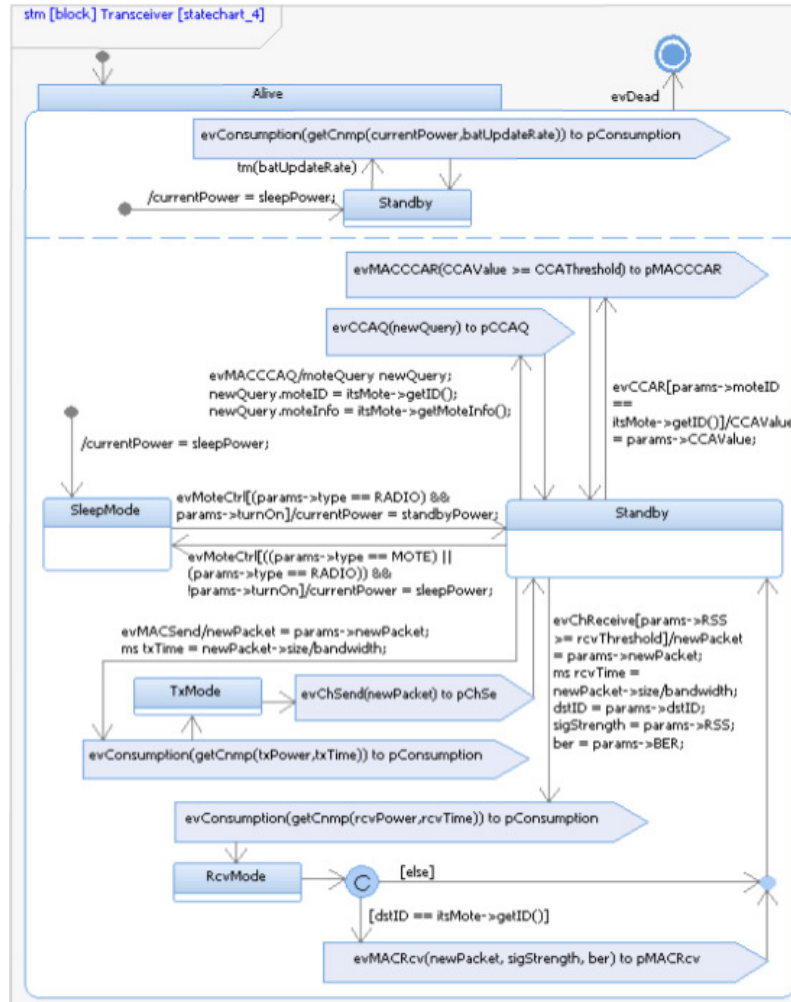 stm [block] Transceiver [statechart_4]
Alive
evDead
evConsumption(getCnmp(currentPower,batUpdateRate)) to pConsumption
tm(batUpdateRate)
/currentPower = sleepPower;
Standby
evMACCCAR(CCAValue >= CCAThreshold) to pMACCCAR
evCCAQ(newQuery) to pCCAQ
evMACCCAQ/moteQuery newQuery;
newQuery.moteID = itsMote->getID();
newQuery.moteInfo = itsMote->getMoteInfo();
evCCAR[params->moteID
==
itsMote->getID()]/CCAValue
= params->CCAValue;
/currentPower = sleepPower;
SleepMode
evMoteCtrl[(params->type == RADIO) &&
params->turnOn]/currentPower = standbyPower;
Standby
evMoteCtrl[((params->type == MOTE) ||
(params->type == RADIO)) &&
!params->turnOn]/currentPower = sleepPower;
evMACSend/newPacket = params->newPacket;
ms txTime = newPacket->size/bandwidth;
evChReceive[params->RSS
>= rcvThreshold]/newPacket
= params->newPacket;
ms rcvTime =
newPacket->size/bandwidth;
dstID = params->dstID;
sigStrength = params->RSS;
ber = params->BER;
TxMode
evChSend(newPacket) to pChSe
evConsumption(getCnmp(txPower,txTime)) to pConsumption
evConsumption(getCnmp(rcvPower,rcvTime)) to pConsumption
RcvMode
C
[else]
[dstID == itsMote->getID()]
evMACRcv(newPacket, sigStrength, ber) to pMACRcv